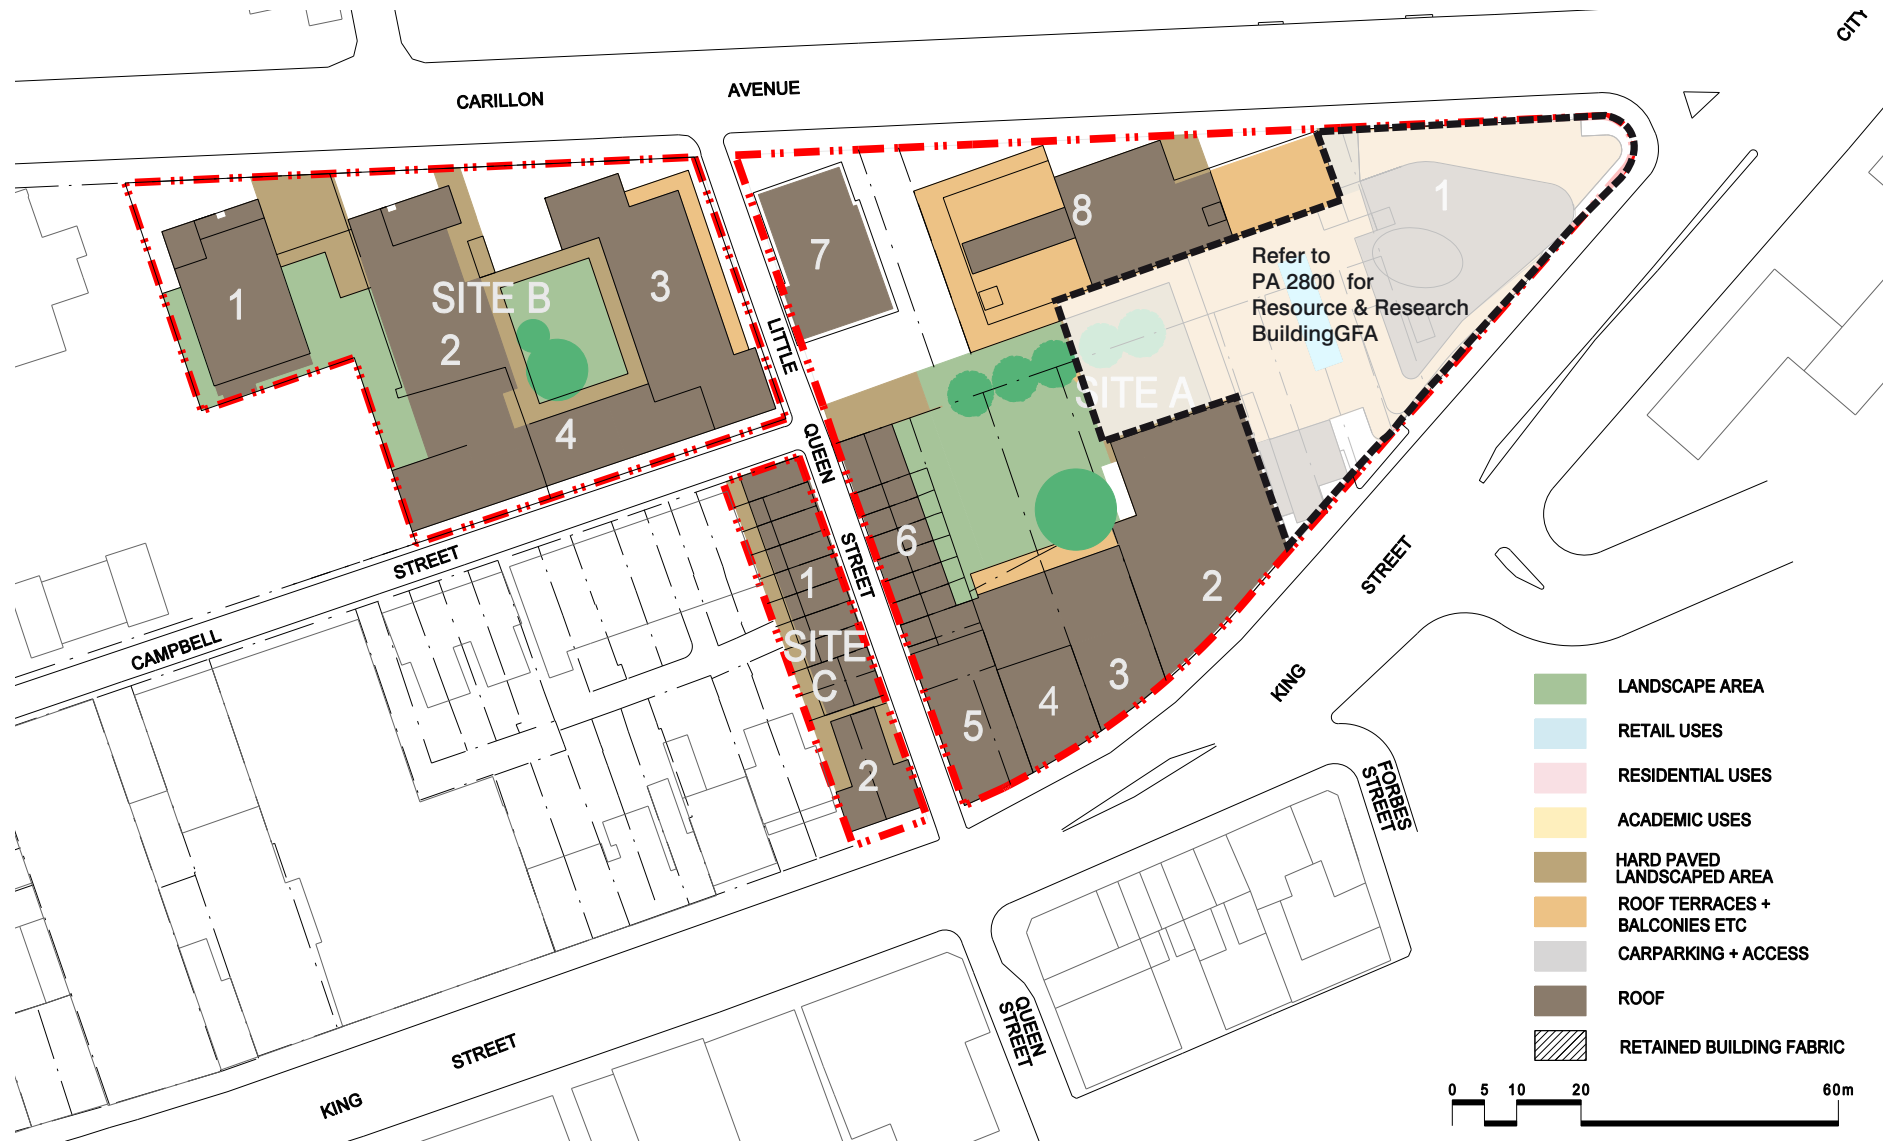 CITY
CARILLON
AVENUE
1
SITE B
2
3
4
LITTLE
QUEEN
STREET
7
8
1
Refer to
PA 2800 for
Resource & Research
BuildingGFA
SITE A
6
2
3
4
5
1
SITE
C
2
CAMPBELL
STREET
KING
STREET
KING
STREET
FORBES
STREET
QUEEN
STREET
LANDSCAPE AREA
RETAIL USES
RESIDENTIAL USES
ACADEMIC USES
HARD PAVED
LANDSCAPED AREA
ROOF TERRACES +
BALCONIES ETC
CARPARKING + ACCESS
ROOF
RETAINED BUILDING FABRIC
0 5 10 20 60m